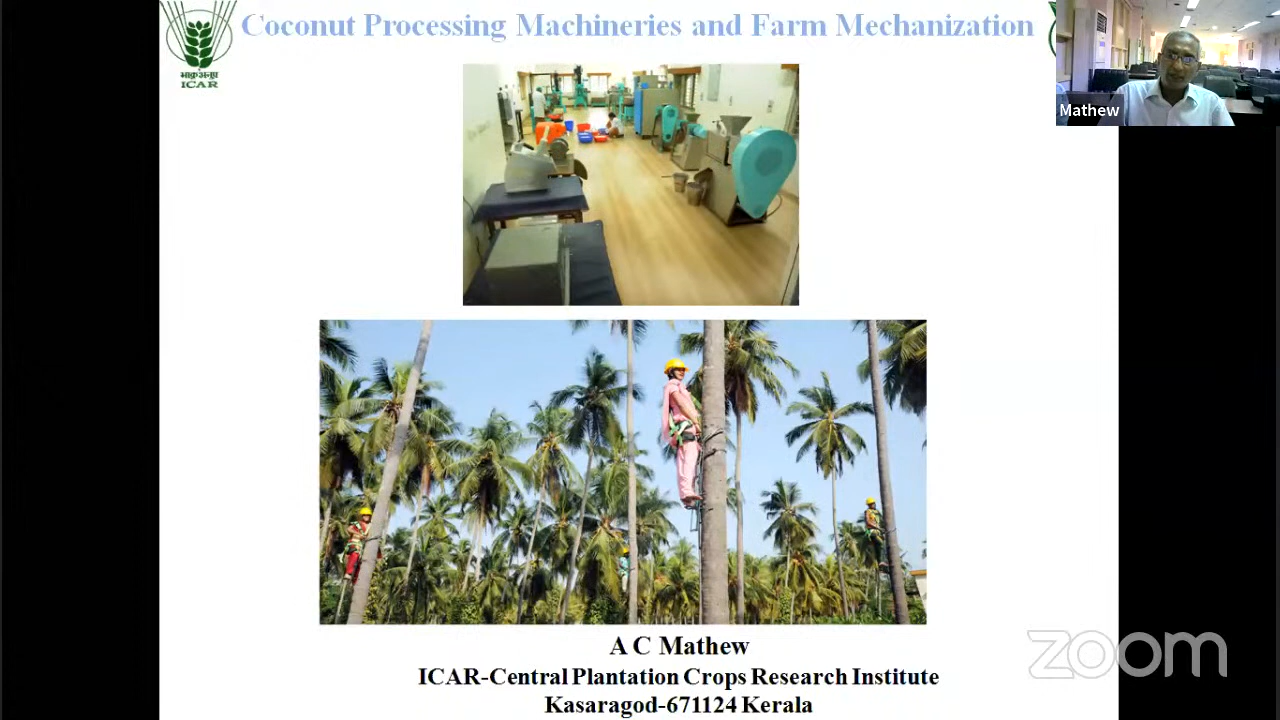 Coconut Processing Machineries and Farm Mechanization
ICAR
Mathew
A C Mathew
ICAR-Central Plantation Crops Research Institute
Kasaragod-671124 Kerala
zoom